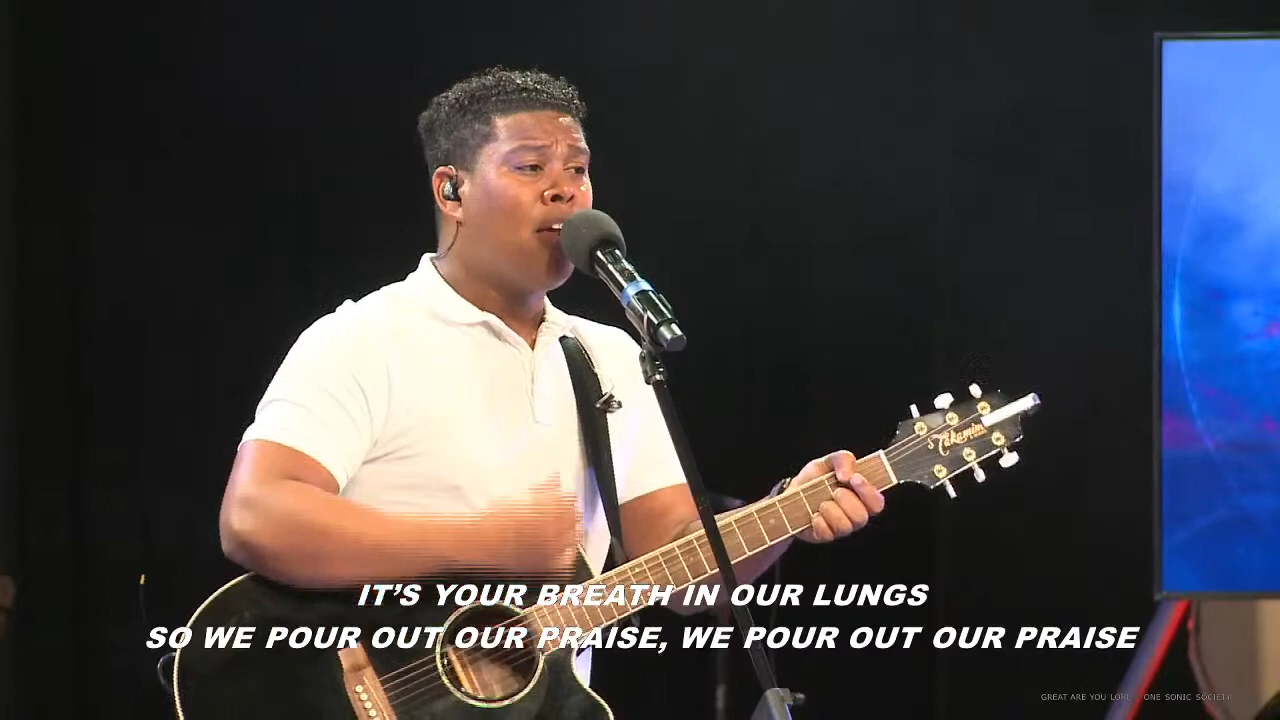 Takamine
IT'S YOUR BREATH IN OUR LUNGS
SO WE POUR OUT OUR PRAISE, WE POUR OUT OUR PRAISE
GREAT ARE YOU LORD ONE SONIC SOCIETY